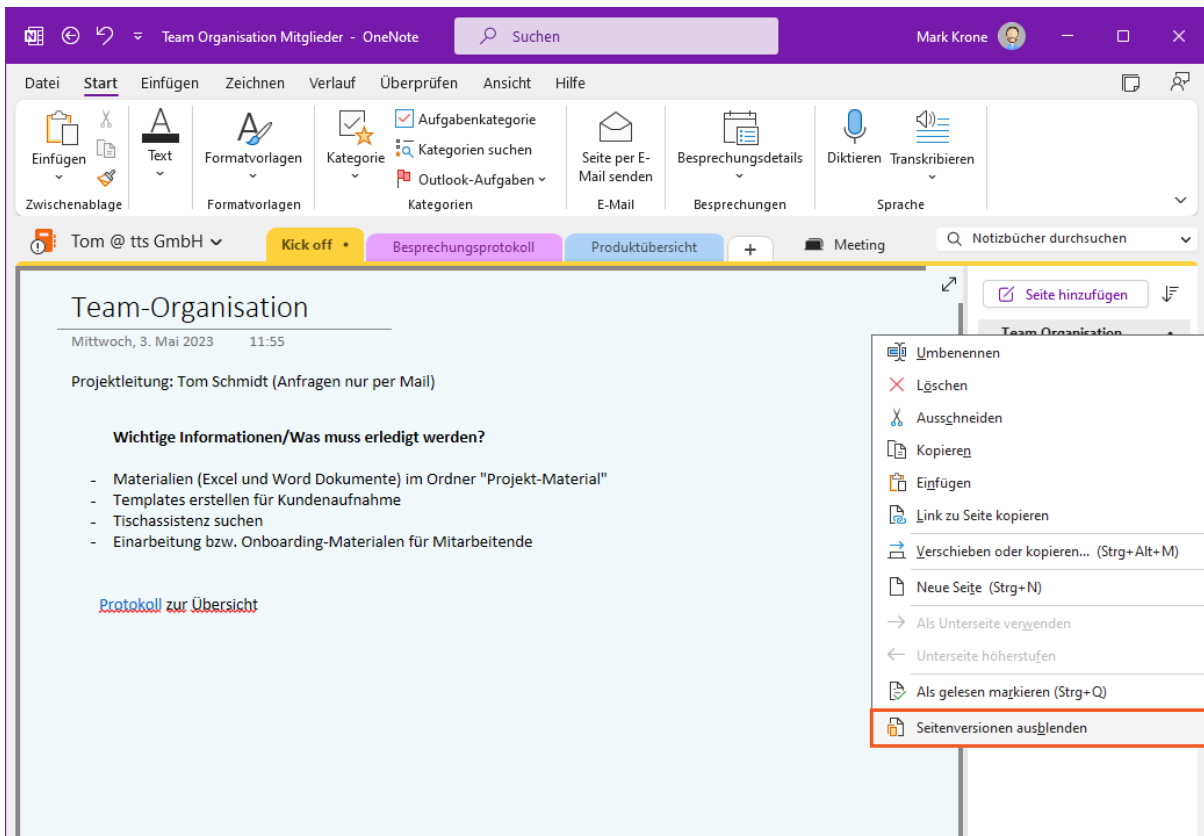 Team Organisation Mitglieder - OneNote
Suchen
Mark Krone
Datei Start Einfügen Zeichnen Verlauf Überprüfen Ansicht Hilfe
Einfügen
Text
Formatvorlagen
Kategorie
Aufgabenkategorie
Kategorien suchen
Outlook-Aufgaben
Seite per E-
Mail senden
Besprechungsdetails
Diktieren Transkribieren
Zwischenablage Formatvorlagen Kategorien E-Mail Besprechungen Sprache
Tom @ tts GmbH Kick off • Besprechungsprotokoll Produktübersicht + Meeting Notizbücher durchsuchen
Seite hinzufügen
Team Organisation
Team-Organisation
Mittwoch, 3. Mai 2023 11:55
Projektleitung: Tom Schmidt (Anfragen nur per Mail)
Wichtige Informationen/Was muss erledigt werden?
- Materialien (Excel und Word Dokumente) im Ordner "Projekt-Material"
- Templates erstellen für Kundenaufnahme
- Tischassistenz suchen
- Einarbeitung bzw. Onboarding-Materialen für Mitarbeitende
Protokoll zur Übersicht
Umbenennen
Löschen
Ausschneiden
Kopieren
Einfügen
Link zu Seite kopieren
Verschieben oder kopieren... (Strg+Alt+M)
Neue Seite (Strg+N)
Als Unterseite verwenden
Unterseite höherstufen
Als gelesen markieren (Strg+Q)
Seitenversionen ausblenden